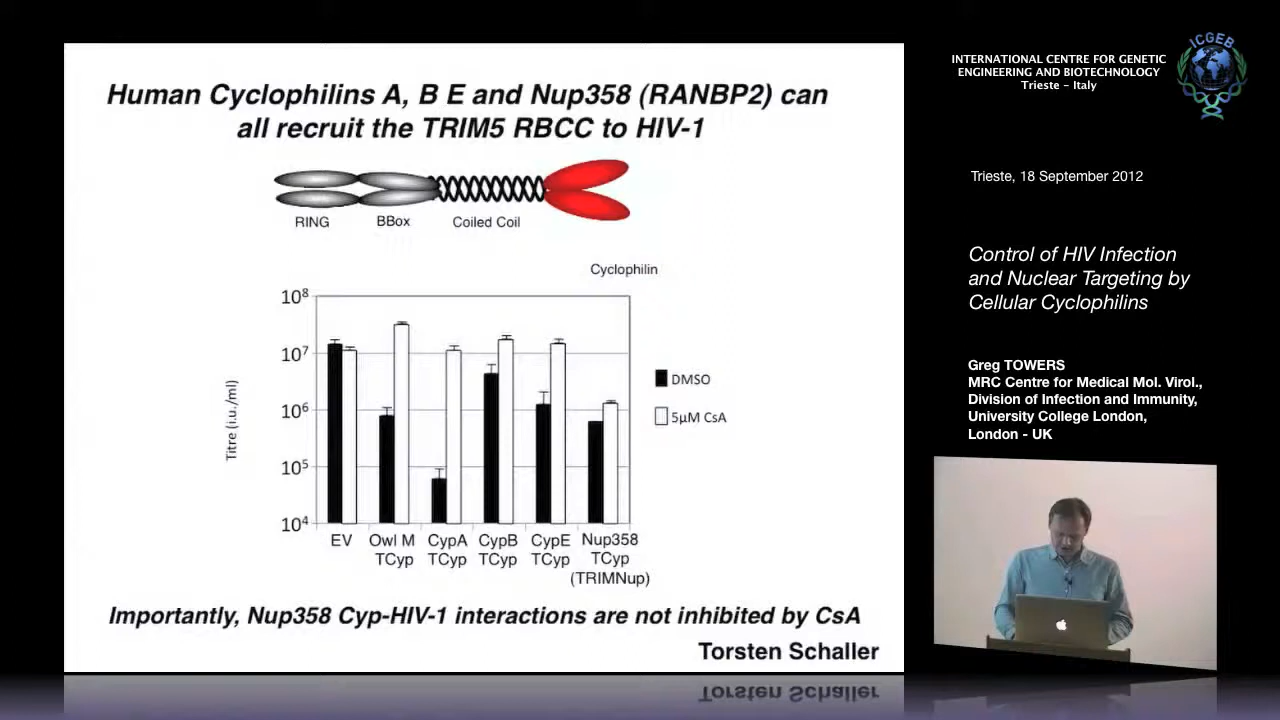 Human Cyclophilins A, B E and Nup358 (RANBP2) can
all recruit the TRIM5 RBCC to HIV-1
RING
BBox
Coiled Coil
Cyclophilin
10⁸
10⁷
10⁶
10⁵
10⁴
Titre (i.u./ml)
DMSO
5µM CsA
EV
Owl M
TCyp
CypA
TCyp
CypB
TCyp
CypE
TCyp
Nup358
TCyp
(TRIMNup)
Importantly, Nup358 Cyp-HIV-1 interactions are not inhibited by CsA
Torsten Schaller
Torsten Schaller
INTERNATIONAL CENTRE FOR GENETIC
ENGINEERING AND BIOTECHNOLOGY
Trieste - Italy
ICGEB
Trieste, 18 September 2012
Control of HIV Infection
and Nuclear Targeting by
Cellular Cyclophilins
Greg TOWERS
MRC Centre for Medical Mol. Virol.,
Division of Infection and Immunity,
University College London,
London - UK